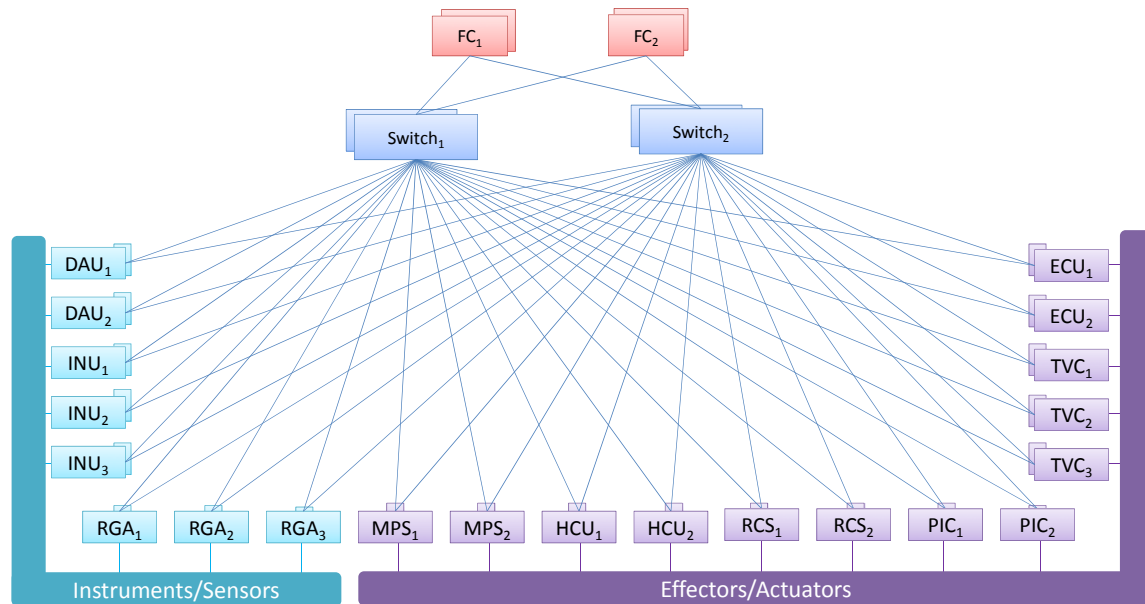 FC₁
FC₂
Switch₁
Switch₂
DAU₁
DAU₂
INU₁
INU₂
INU₃
ECU₁
ECU₂
TVC₁
TVC₂
TVC₃
RGA₁
RGA₂
RGA₃
MPS₁
MPS₂
HCU₁
HCU₂
RCS₁
RCS₂
PIC₁
PIC₂
Instruments/Sensors
Effectors/Actuators